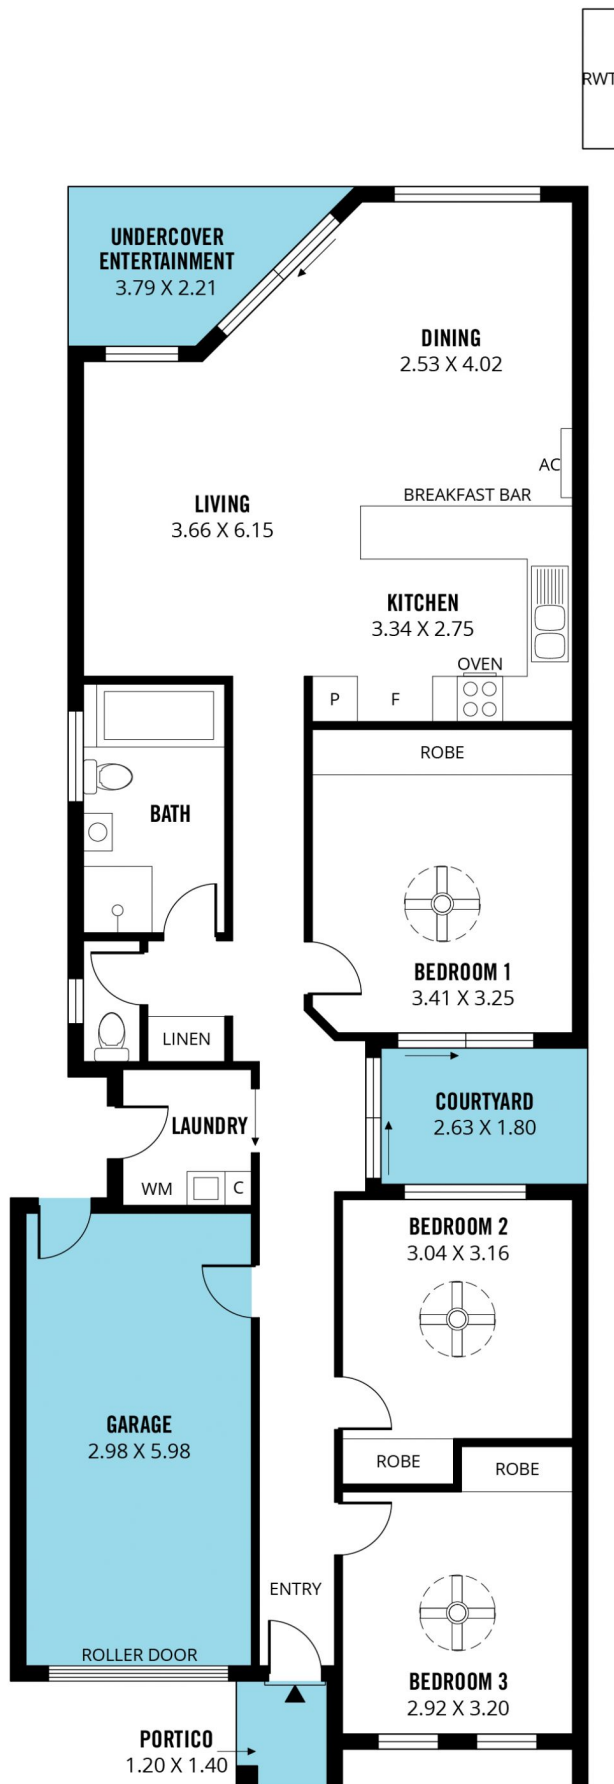 RWT
UNDERCOVER
ENTERTAINMENT
3.79 X 2.21
DINING
2.53 X 4.02
AC
BREAKFAST BAR
LIVING
3.66 X 6.15
KITCHEN
3.34 X 2.75
OVEN
P
F
ROBE
BATH
BEDROOM 1
3.41 X 3.25
LINEN
COURTYARD
2.63 X 1.80
LAUNDRY
WM
C
BEDROOM 2
3.04 X 3.16
GARAGE
2.98 X 5.98
ROBE
ROBE
ENTRY
ROLLER DOOR
BEDROOM 3
2.92 X 3.20
PORTICO
1.20 X 1.40